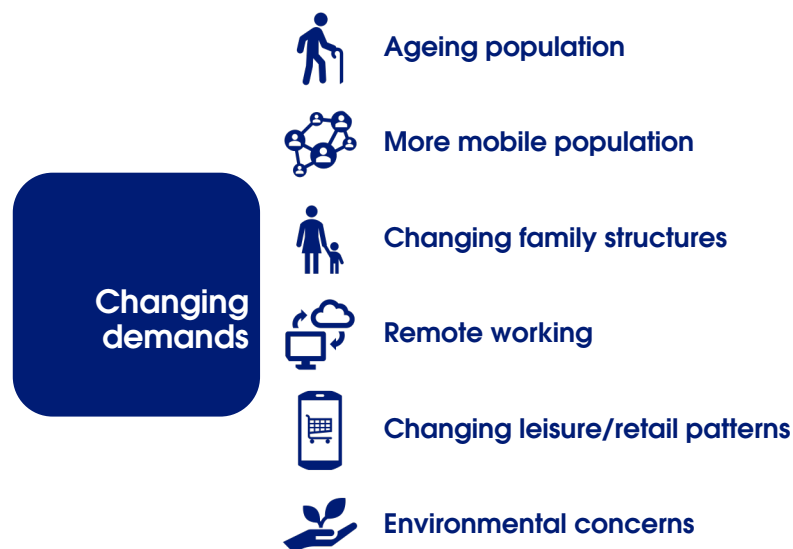 Ageing population
More mobile population
Changing family structures
Changing
demands
Remote working
Changing leisure/retail patterns
Environmental concerns